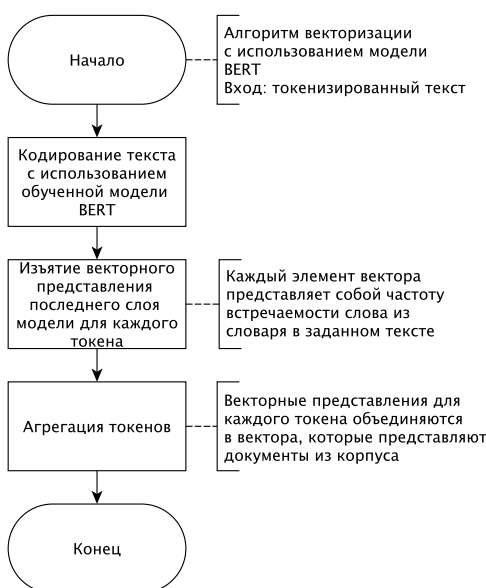 Начало
Алгоритм векторизации
с использованием модели
BERT
Вход: токенизированный текст
Кодирование текста
с использованием
обученной модели
BERT
Изъятие векторного
представления
последнего слоя
модели для каждого
токена
Каждый элемент вектора
представляет собой частоту
встречаемости слова из
словаря в заданном тексте
Агрегация токенов
Векторные представления для
каждого токена объединяются
в вектора, которые представляют
документы из корпуса
Конец